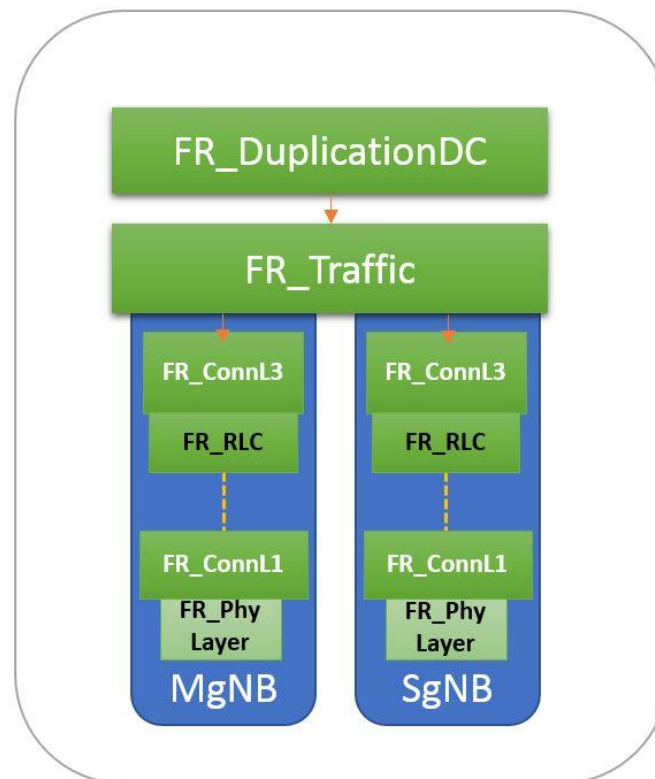 FR_DuplicationDC
FR_Traffic
FR_ConnL3
FR_RLC
FR_ConnL1
FR_Phy
Layer
MgNB
FR_ConnL3
FR_RLC
FR_ConnL1
FR_Phy
Layer
SgNB